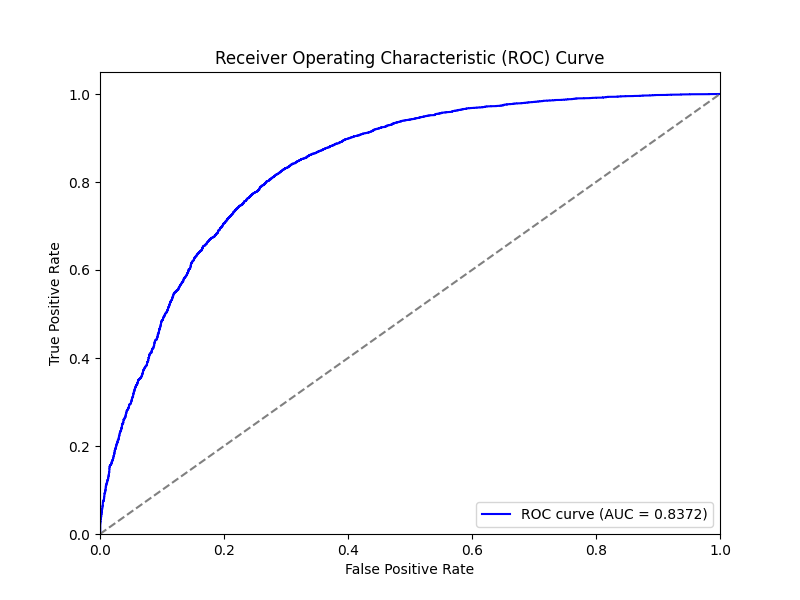 Receiver Operating Characteristic (ROC) Curve
True Positive Rate
1.0
0.8
0.6
0.4
0.2
0.0
0.0 0.2 0.4 0.6 0.8 1.0
False Positive Rate
ROC curve (AUC = 0.8372)